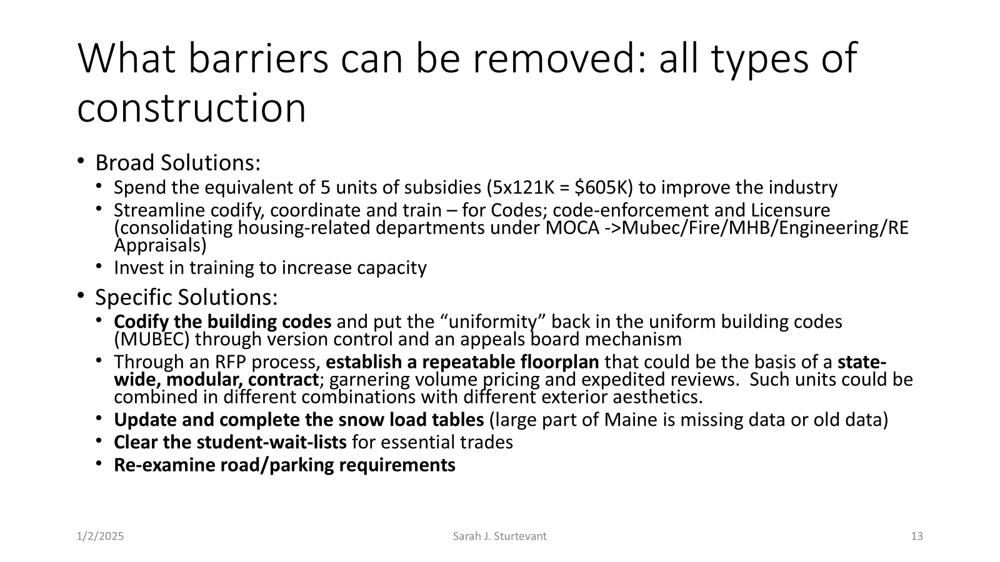 What barriers can be removed: all types of
construction
• Broad Solutions:
• Spend the equivalent of 5 units of subsidies (5x121K = $605K) to improve the industry
• Streamline codify, coordinate and train – for Codes; code-enforcement and Licensure
(consolidating housing-related departments under MOCA ->Mubec/Fire/MHB/Engineering/RE
Appraisals)
• Invest in training to increase capacity
• Specific Solutions:
• Codify the building codes and put the “uniformity” back in the uniform building codes
(MUBEC) through version control and an appeals board mechanism
• Through an RFP process, establish a repeatable floorplan that could be the basis of a state-
wide, modular, contract; garnering volume pricing and expedited reviews.  Such units could be
combined in different combinations with different exterior aesthetics.
• Update and complete the snow load tables (large part of Maine is missing data or old data)
• Clear the student-wait-lists for essential trades
• Re-examine road/parking requirements
1/2/2025
Sarah J. Sturtevant
13